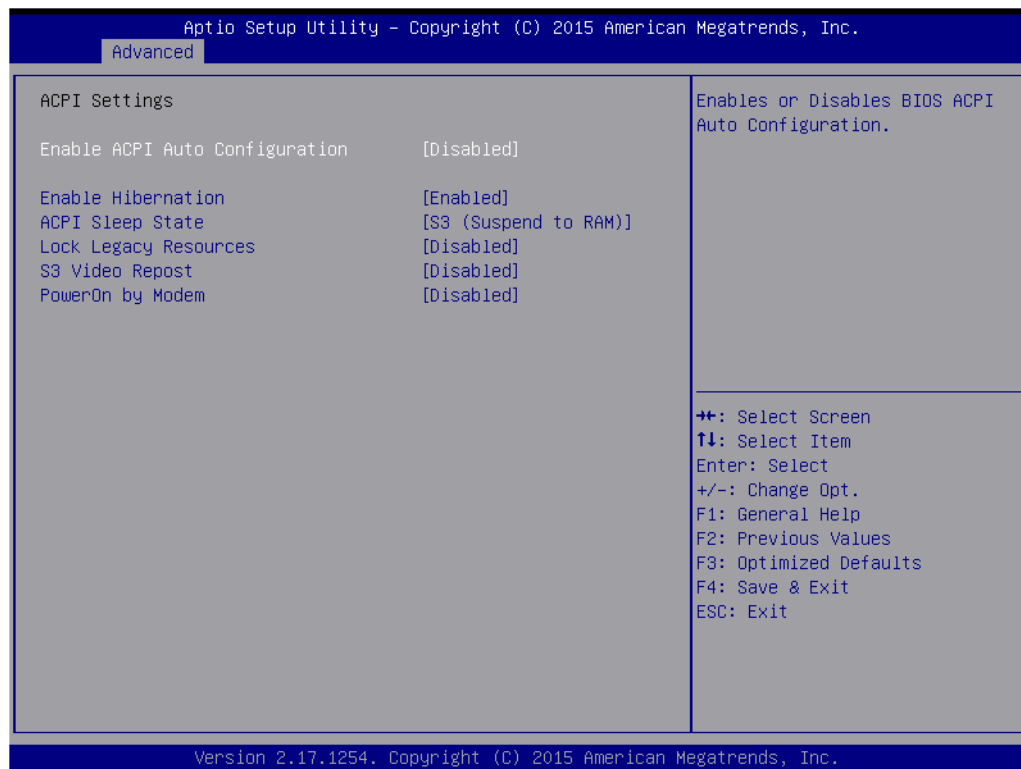 Aptio Setup Utility – Copyright (C) 2015 American Megatrends, Inc.
Advanced
ACPI Settings
Enable ACPI Auto Configuration [Disabled]
Enable Hibernation [Enabled]
ACPI Sleep State [S3 (Suspend to RAM)]
Lock Legacy Resources [Disabled]
S3 Video Repost [Disabled]
PowerOn by Modem [Disabled]
Enables or Disables BIOS ACPI
Auto Configuration.
→←: Select Screen
↑↓: Select Item
Enter: Select
+/-: Change Opt.
F1: General Help
F2: Previous Values
F3: Optimized Defaults
F4: Save & Exit
ESC: Exit
Version 2.17.1254. Copyright (C) 2015 American Megatrends, Inc.